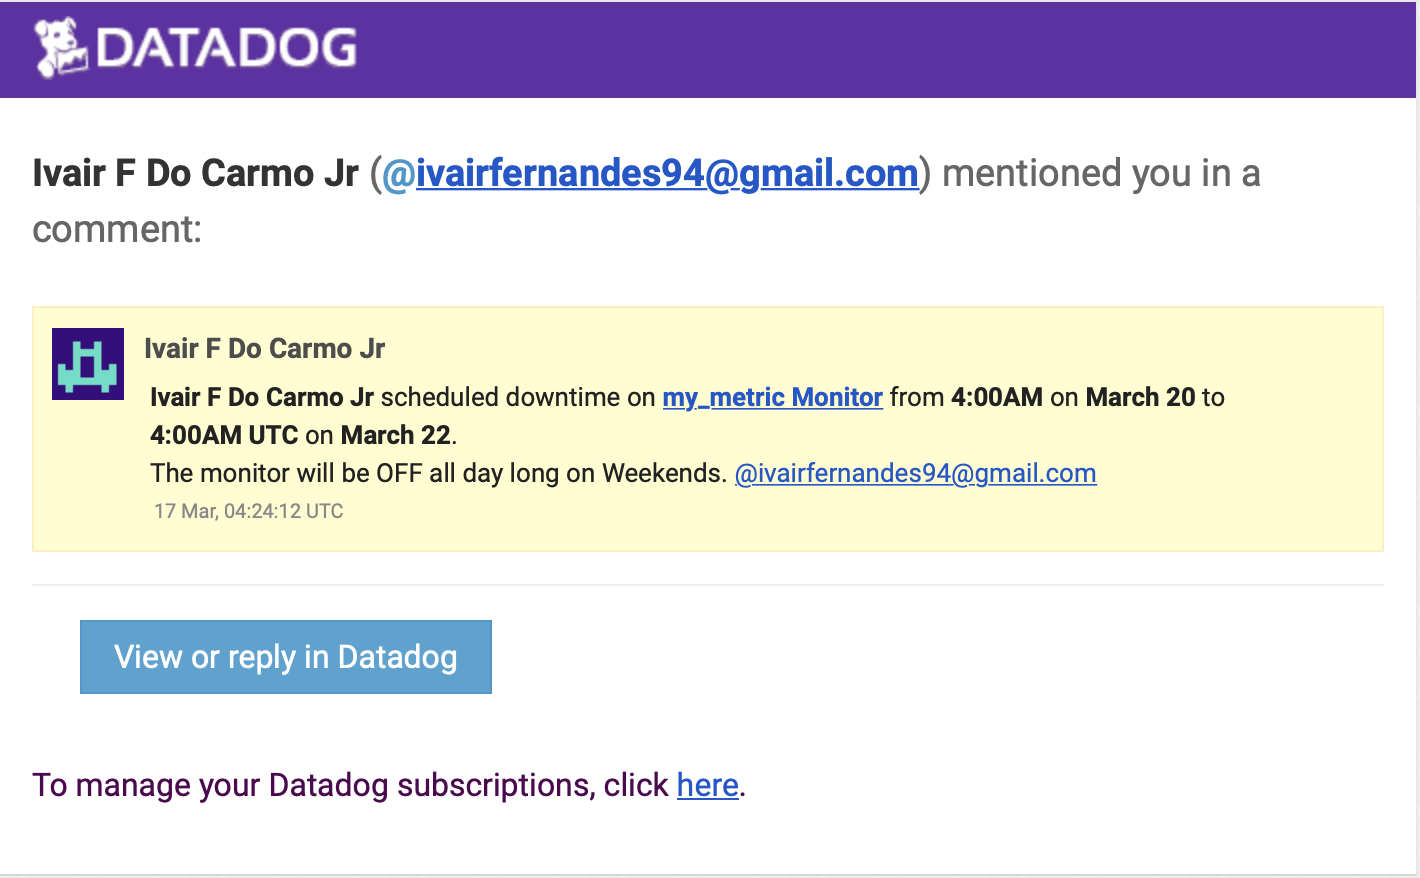 DATADOG
Ivair F Do Carmo Jr (@ivairfernandes94@gmail.com) mentioned you in a
comment:
Ivair F Do Carmo Jr
Ivair F Do Carmo Jr scheduled downtime on my_metric Monitor from 4:00AM on March 20 to
4:00AM UTC on March 22.
The monitor will be OFF all day long on Weekends. @ivairfernandes94@gmail.com
17 Mar, 04:24:12 UTC
View or reply in Datadog
To manage your Datadog subscriptions, click here.